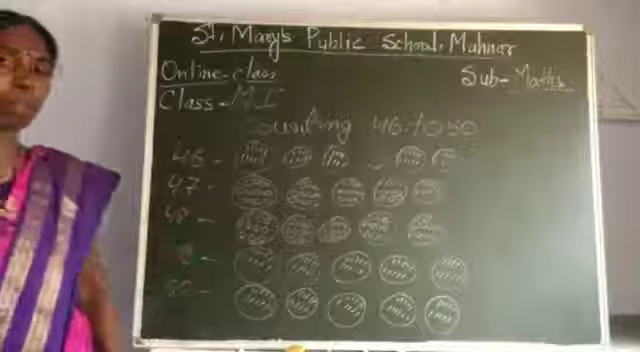 St. Mary's Public School. Mahnar
Online-class
Sub- Maths
Class- M.I
Counting 46 To 50
46-
47-
48-
50-